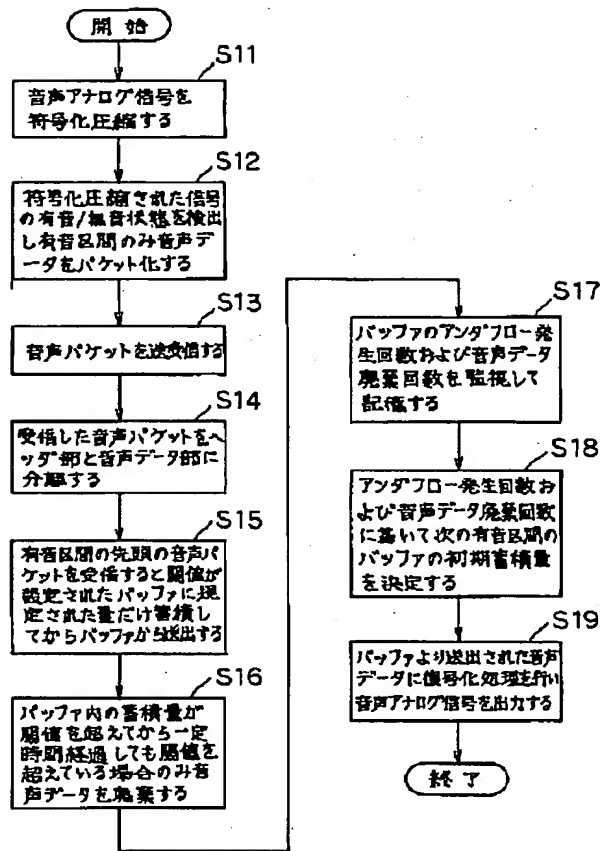 開始
S11
音声アナログ信号を
符号化圧縮する
S12
符号化圧縮された信号
の有音/無音状態を検出
し有音区間のみ音声デ
ータをパケット化する
S13
音声パケットを送受信する
S14
受信した音声パケットをヘ
ッダ部と音声データ部に
分離する
S15
有音区間の先頭の音声パ
ケットを受信すると閾値が
設定されたバッファに規
定された量だけ蓄積し
てからバッファから送出する
S16
バッファ内の蓄積量が
閾値を超えてから一定
時間経過しても閾値を
超えている場合のみ音
声データを廃棄する
S17
バッファのアンダフロー発
生回数および音声データ
廃棄回数を監視して
記憶する
S18
アンダフロー発生回数お
よび音声データ廃棄回数
に基いて次の有音区間の
バッファの初期蓄積量
を決定する
S19
バッファより送出された音声
データに復号化処理を行い
音声アナログ信号を出力する
終了